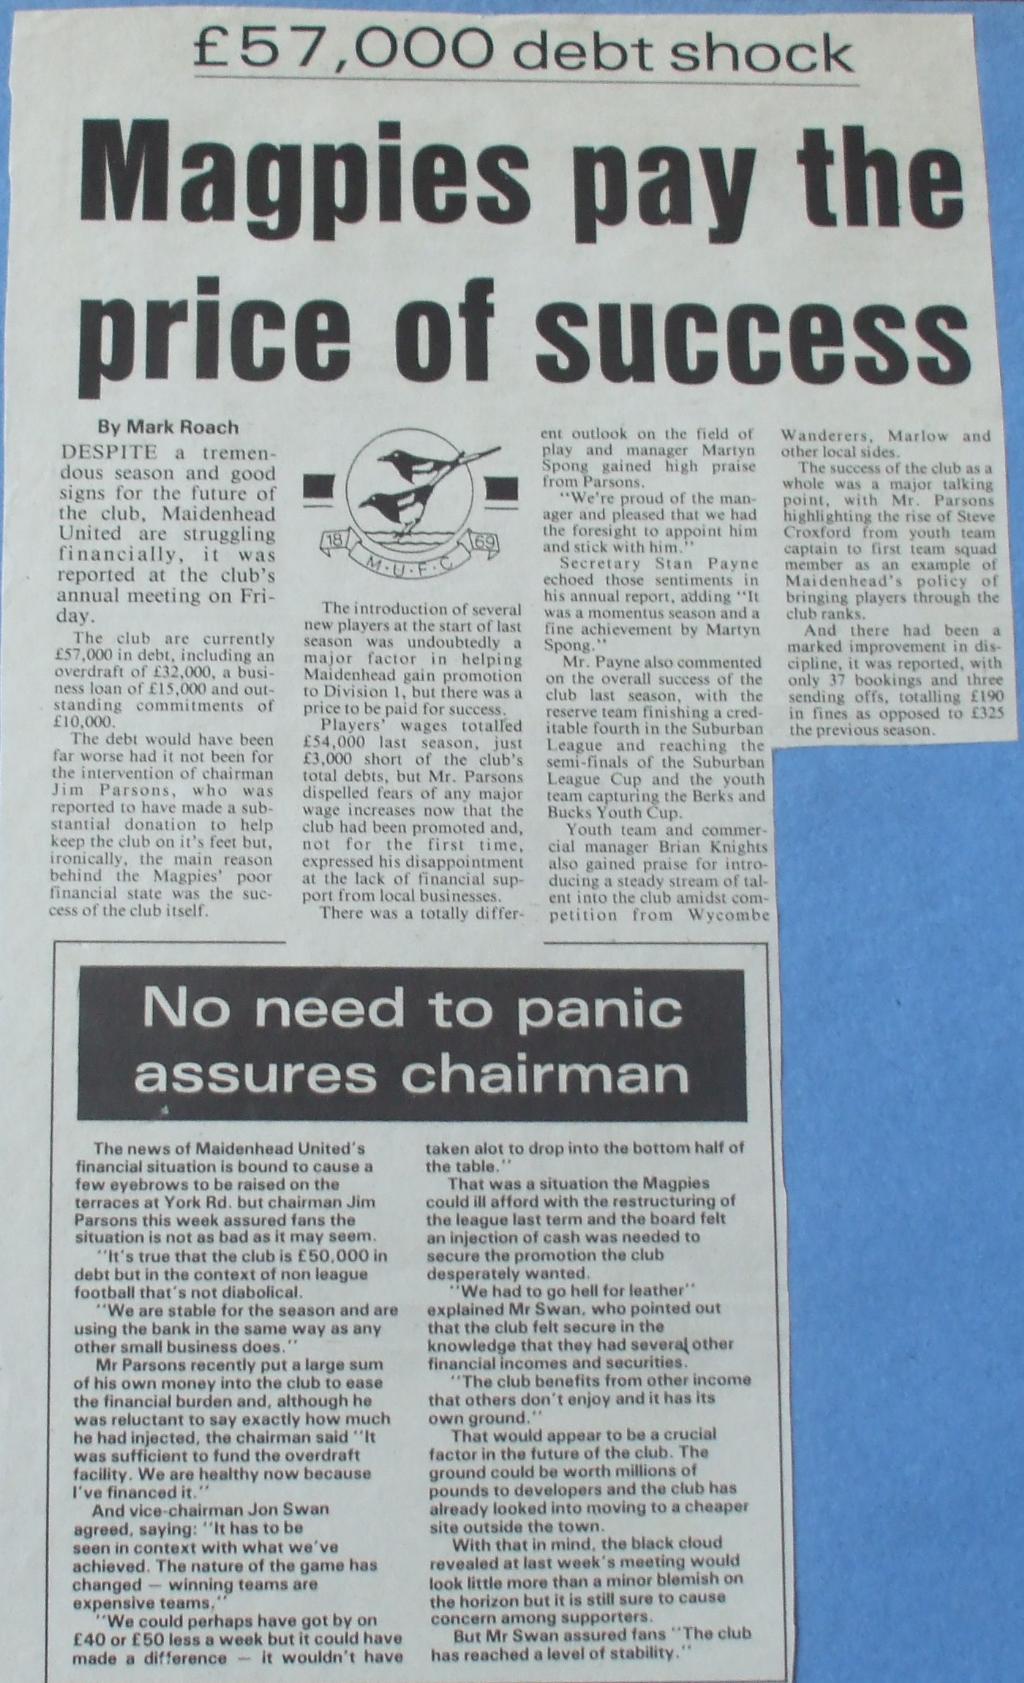 £57,000 debt shock
Magpies pay the
price of success
By Mark Roach
DESPITE a tremen-
dous season and good
signs for the future of
the club, Maidenhead
United are struggling
financially, it was
reported at the club's
annual meeting on Fri-
day.
The club are currently
£57,000 in debt, including an
overdraft of £32,000, a busi-
ness loan of £15,000 and out-
standing commitments of
£10,000.
The debt would have been
far worse had it not been for
the intervention of chairman
Jim Parsons, who was
reported to have made a sub-
stantial donation to help
keep the club on it's feet but,
ironically, the main reason
behind the Magpies' poor
financial state was the suc-
cess of the club itself.
18 69
M·U·F·C
The introduction of several
new players at the start of last
season was undoubtedly a
major factor in helping
Maidenhead gain promotion
to Division 1, but there was a
price to be paid for success.
Players' wages totalled
£54,000 last season, just
£3,000 short of the club's
total debts, but Mr. Parsons
dispelled fears of any major
wage increases now that the
club had been promoted and,
not for the first time,
expressed his disappointment
at the lack of financial sup-
port from local businesses.
There was a totally differ-
ent outlook on the field of
play and manager Martyn
Spong gained high praise
from Parsons.
"We're proud of the man-
ager and pleased that we had
the foresight to appoint him
and stick with him."
Secretary Stan Payne
echoed those sentiments in
his annual report, adding "It
was a momentus season and a
fine achievement by Martyn
Spong."
Mr. Payne also commented
on the overall success of the
club last season, with the
reserve team finishing a cred-
itable fourth in the Suburban
League and reaching the
semi-finals of the Suburban
League Cup and the youth
team capturing the Berks and
Bucks Youth Cup.
Youth team and commer-
cial manager Brian Knights
also gained praise for intro-
ducing a steady stream of tal-
ent into the club amidst com-
petition from Wycombe
Wanderers, Marlow and
other local sides.
The success of the club as a
whole was a major talking
point, with Mr. Parsons
highlighting the rise of Steve
Croxford from youth team
captain to first team squad
member as an example of
Maidenhead's policy of
bringing players through the
club ranks.
And there had been a
marked improvement in dis-
cipline, it was reported, with
only 37 bookings and three
sending offs, totalling £190
in fines as opposed to £325
the previous season.
No need to panic
assures chairman
The news of Maidenhead United's
financial situation is bound to cause a
few eyebrows to be raised on the
terraces at York Rd. but chairman Jim
Parsons this week assured fans the
situation is not as bad as it may seem.
"It's true that the club is £50,000 in
debt but in the context of non league
football that's not diabolical.
"We are stable for the season and are
using the bank in the same way as any
other small business does."
Mr Parsons recently put a large sum
of his own money into the club to ease
the financial burden and, although he
was reluctant to say exactly how much
he had injected, the chairman said "It
was sufficient to fund the overdraft
facility. We are healthy now because
I've financed it."
And vice-chairman Jon Swan
agreed, saying: "It has to be
seen in context with what we've
achieved. The nature of the game has
changed — winning teams are
expensive teams,"
"We could perhaps have got by on
£40 or £50 less a week but it could have
made a difference — it wouldn't have
taken alot to drop into the bottom half of
the table."
That was a situation the Magpies
could ill afford with the restructuring of
the league last term and the board felt
an injection of cash was needed to
secure the promotion the club
desperately wanted.
"We had to go hell for leather"
explained Mr Swan, who pointed out
that the club felt secure in the
knowledge that they had several other
financial incomes and securities.
"The club benefits from other income
that others don't enjoy and it has its
own ground."
That would appear to be a crucial
factor in the future of the club. The
ground could be worth millions of
pounds to developers and the club has
already looked into moving to a cheaper
site outside the town.
With that in mind, the black cloud
revealed at last week's meeting would
look little more than a minor blemish on
the horizon but it is still sure to cause
concern among supporters.
But Mr Swan assured fans "The club
has reached a level of stability."